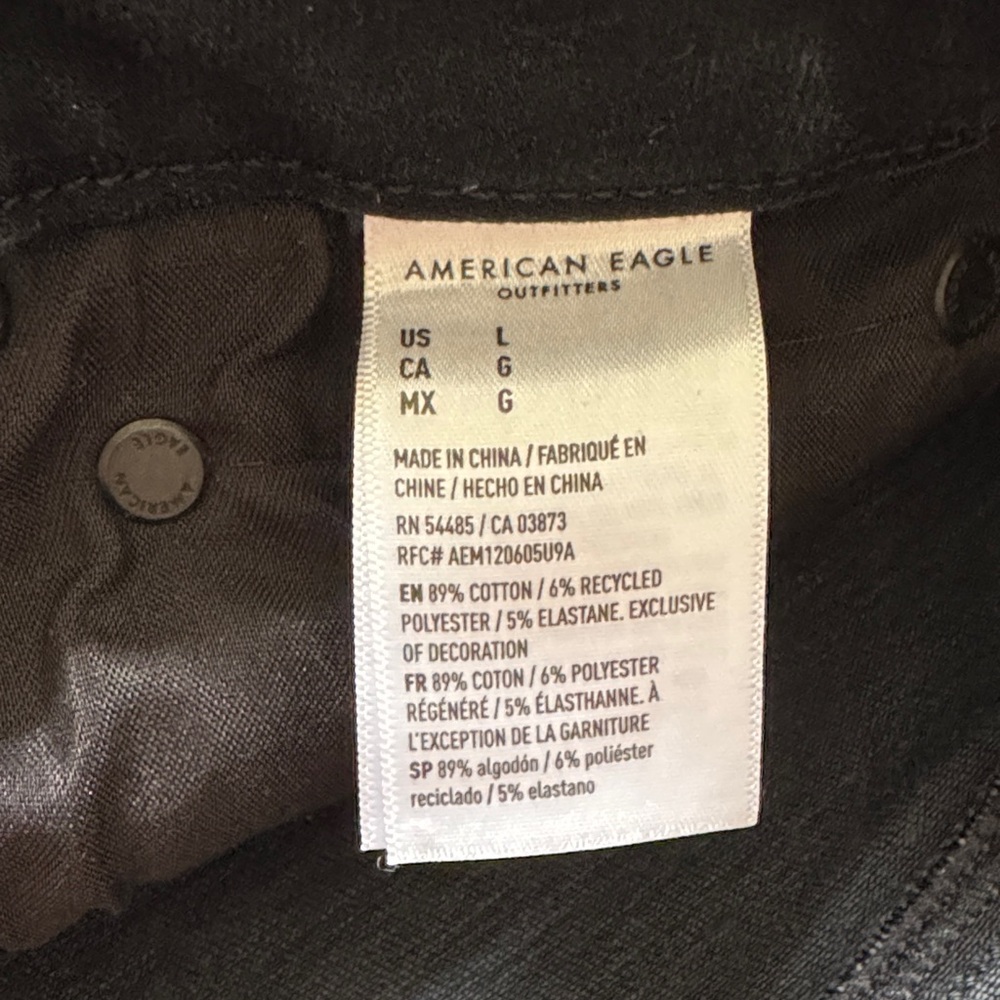 AMERICAN EAGLE
OUTFITTERS
US L
CA G
MX G
MADE IN CHINA / FABRIQUÉ EN
CHINE / HECHO EN CHINA
RN 54485 / CA 03873
RFC# AEM120605U9A
EN 89% COTTON / 6% RECYCLED
POLYESTER / 5% ELASTANE. EXCLUSIVE
OF DECORATION
FR 89% COTON / 6% POLYESTER
RÉGÉNÉRÉ / 5% ÉLASTHANNE. À
L'EXCEPTION DE LA GARNITURE
SP 89% algodón / 6% poliéster
reciclado / 5% elastano
AMERICAN
EAGLE